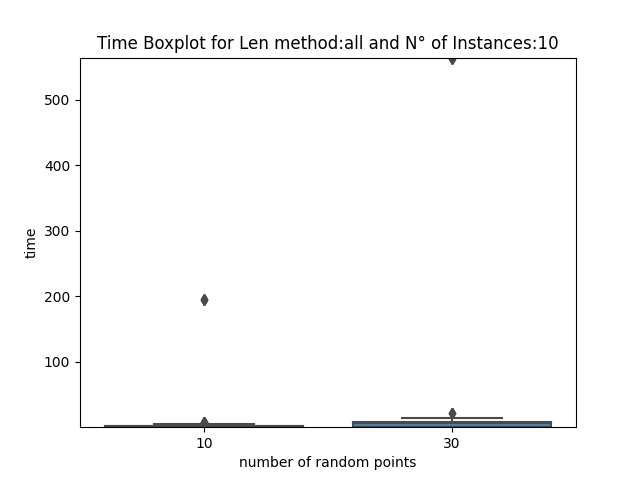 Time Boxplot for Len method:all and N° of Instances:10
500
400
300
200
100
time
10 30
number of random points